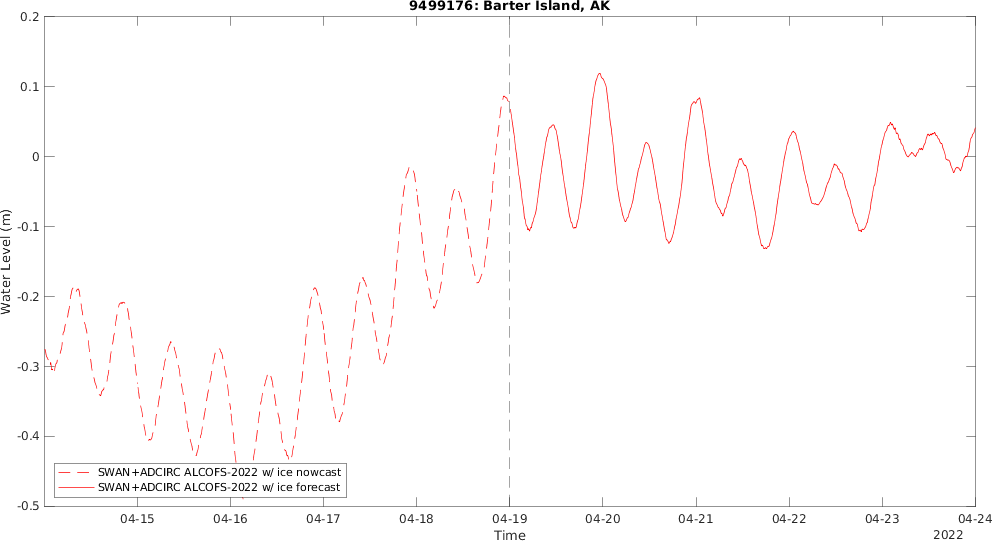 9499176: Barter Island, AK
0.2
0.1
0
-0.1
-0.2
-0.3
-0.4
-0.5
Water Level (m)
SWAN+ADCIRC ALCOFS-2022 w/ ice nowcast
SWAN+ADCIRC ALCOFS-2022 w/ ice forecast
04-15 04-16 04-17 04-18 04-19 04-20 04-21 04-22 04-23 04-24
Time
2022